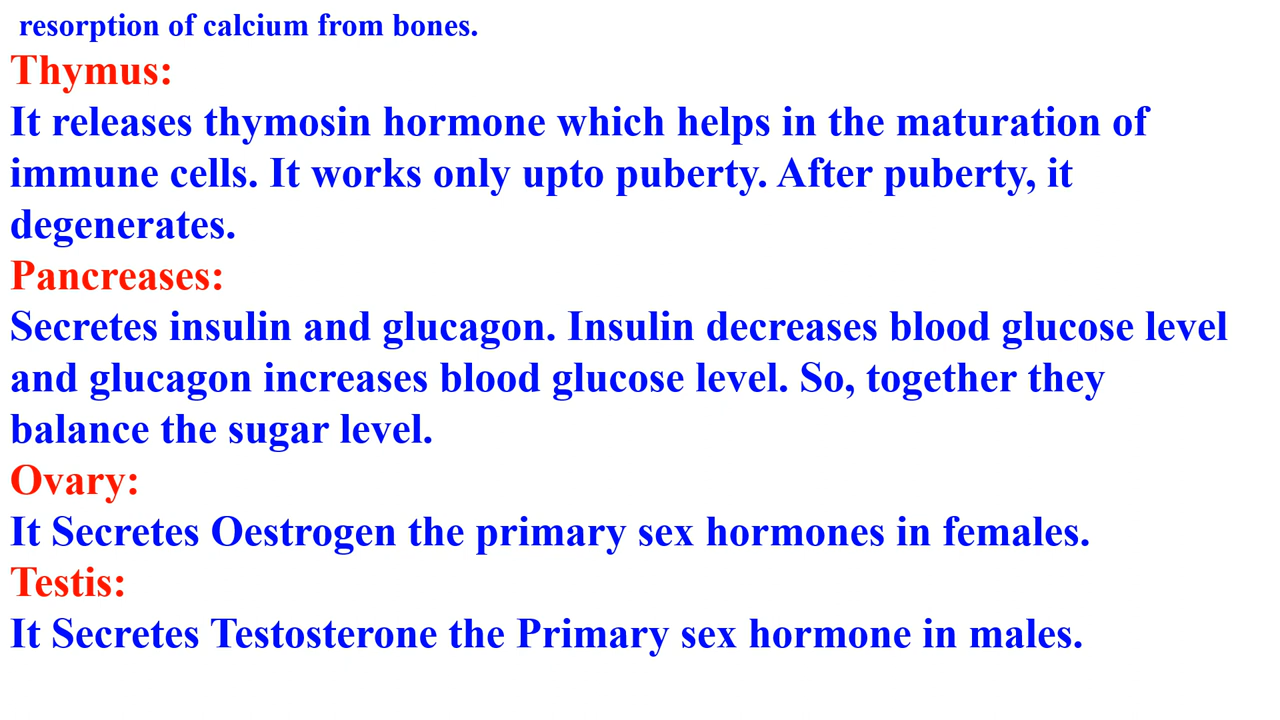 resorption of calcium from bones.
Thymus:
It releases thymosin hormone which helps in the maturation of
immune cells. It works only upto puberty. After puberty, it
degenerates.
Pancreases:
Secretes insulin and glucagon. Insulin decreases blood glucose level
and glucagon increases blood glucose level. So, together they
balance the sugar level.
Ovary:
It Secretes Oestrogen the primary sex hormones in females.
Testis:
It Secretes Testosterone the Primary sex hormone in males.